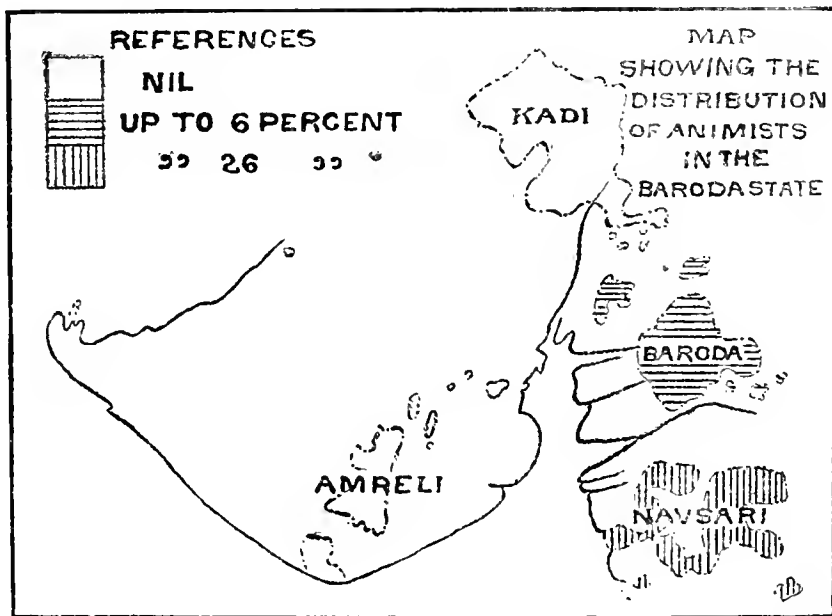 REFERENCES
NIL
UP TO 6 PERCENT
„ 26 „ .
MAP
SHOWING THE
DISTRIBUTION
OF ANIMISTS
IN THE
BARODA STATE
KADI
BARODA
AMRELI
NAVSARI